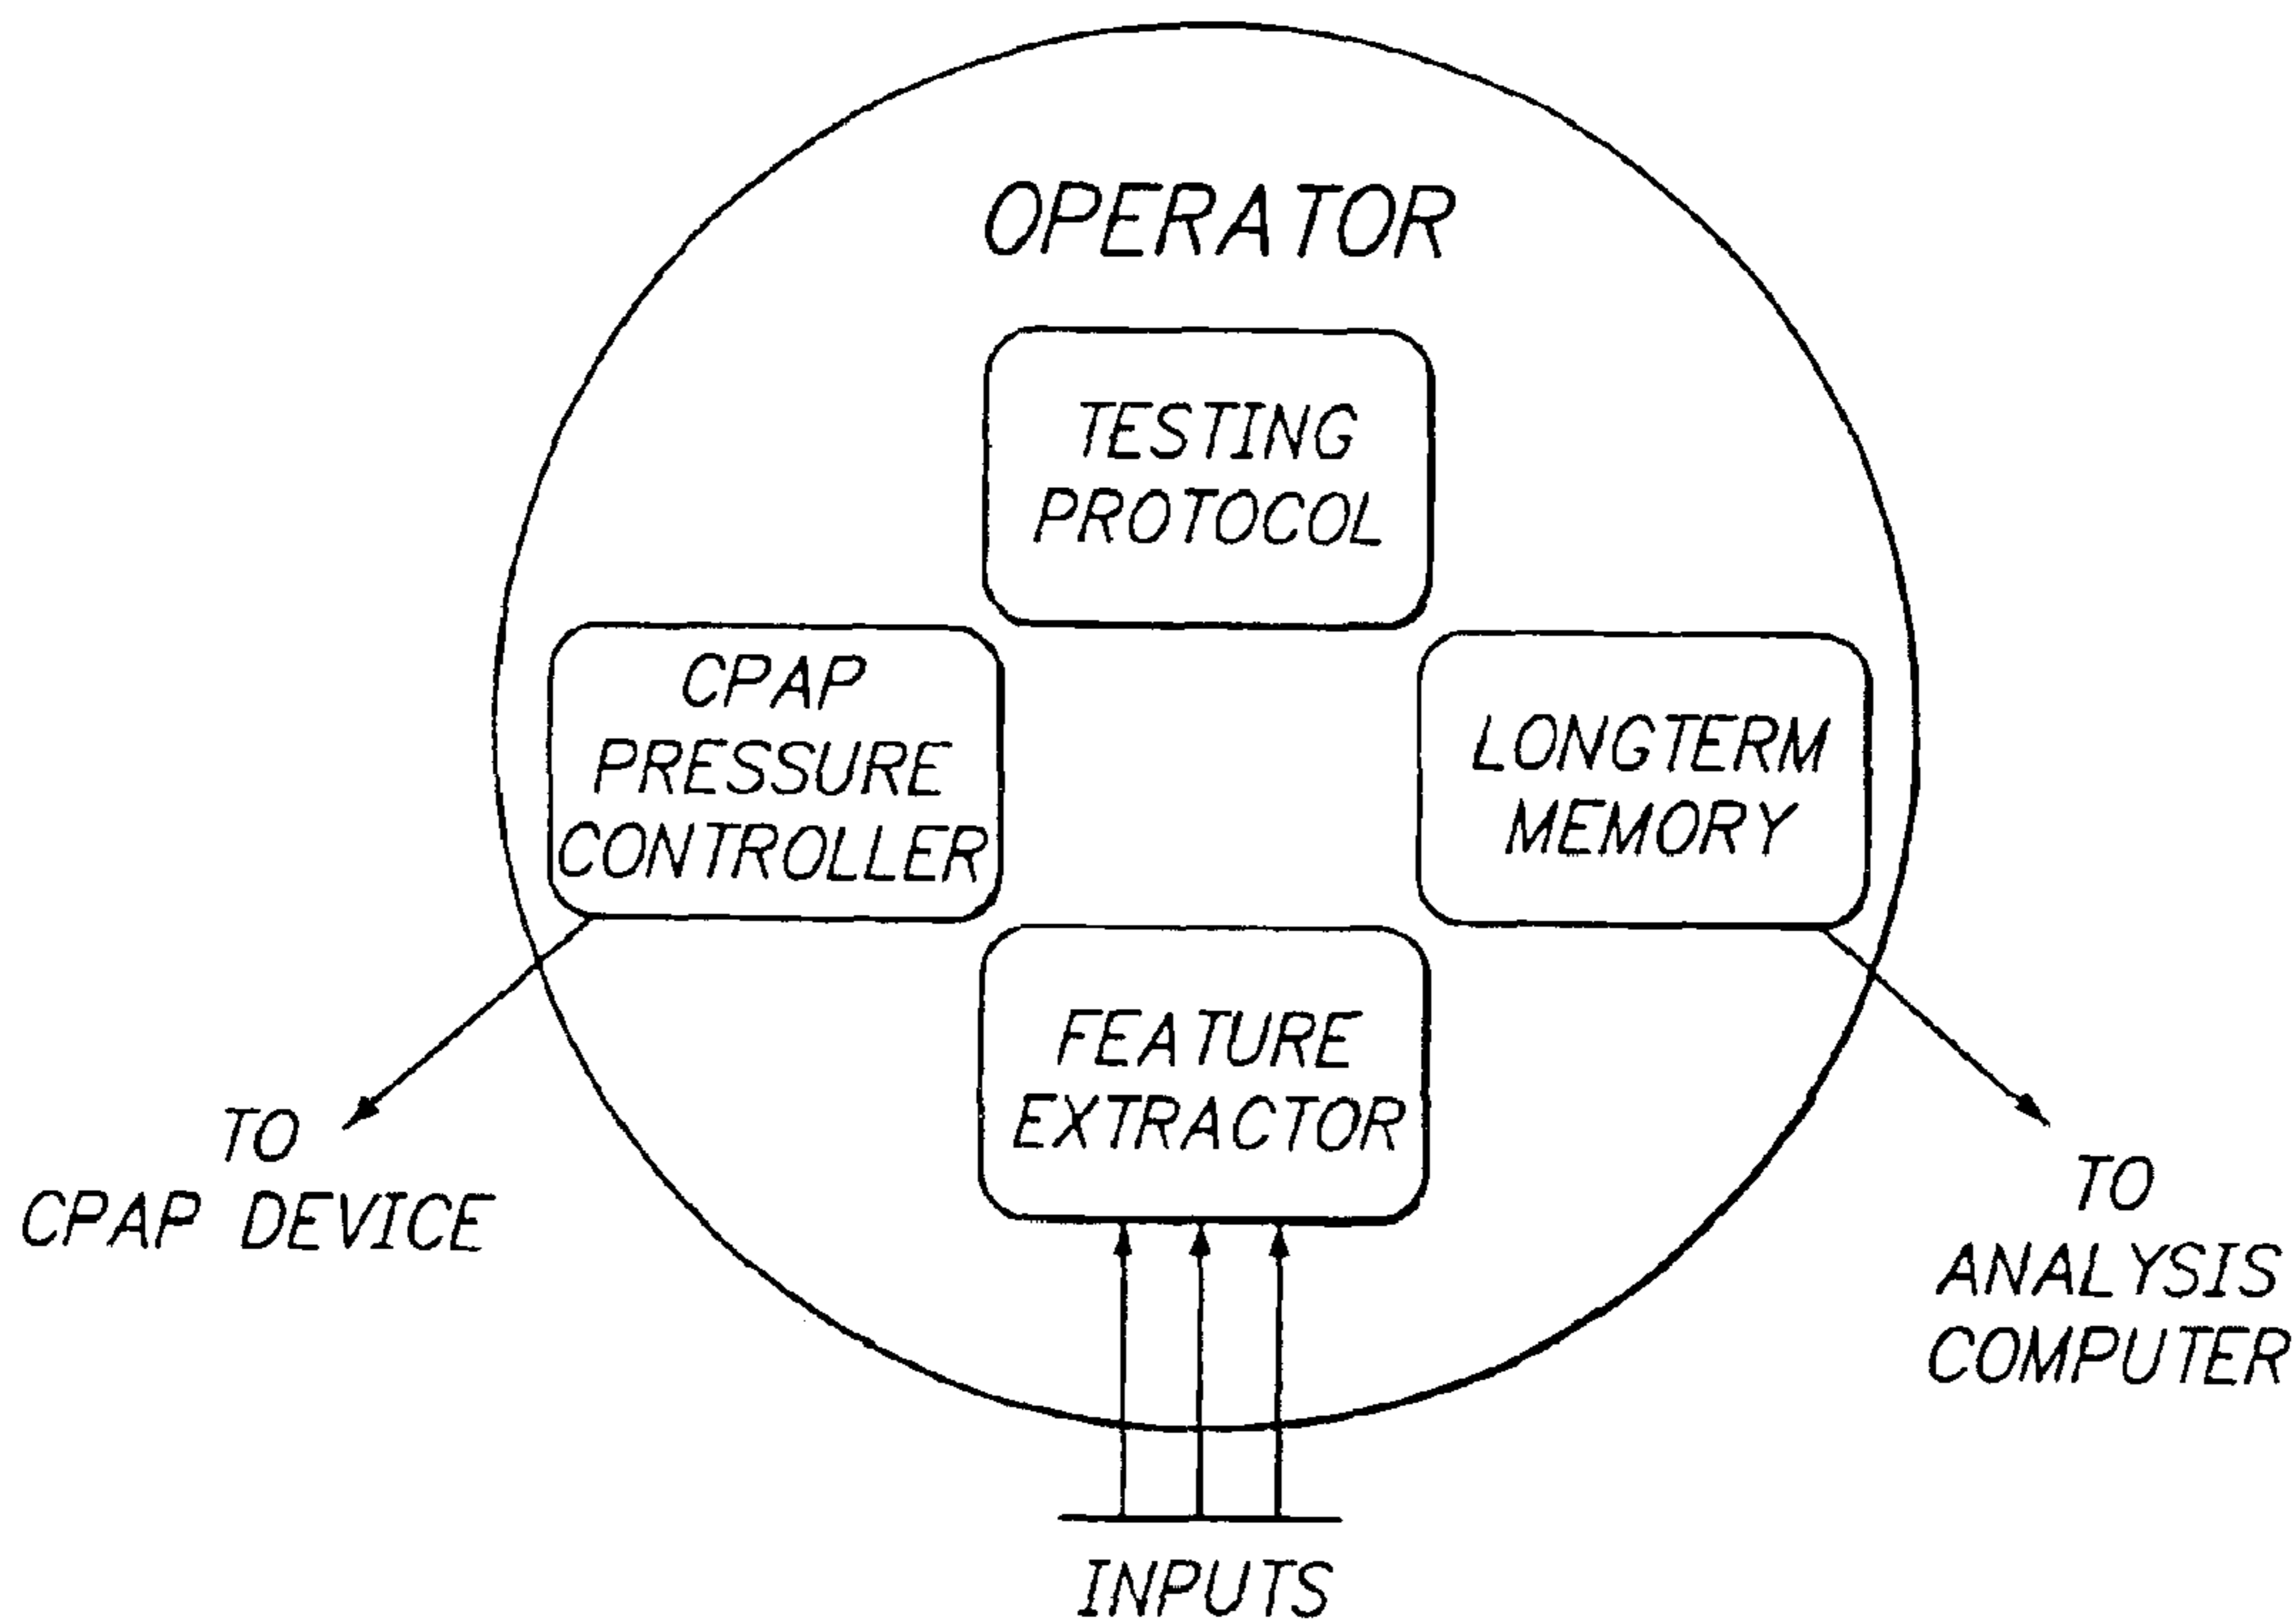 OPERATOR
TESTING
PROTOCOL
CPAP
PRESSURE
CONTROLLER
LONGTERM
MEMORY
FEATURE
EXTRACTOR
TO
CPAP DEVICE
TO
ANALYSIS
COMPUTER
INPUTS